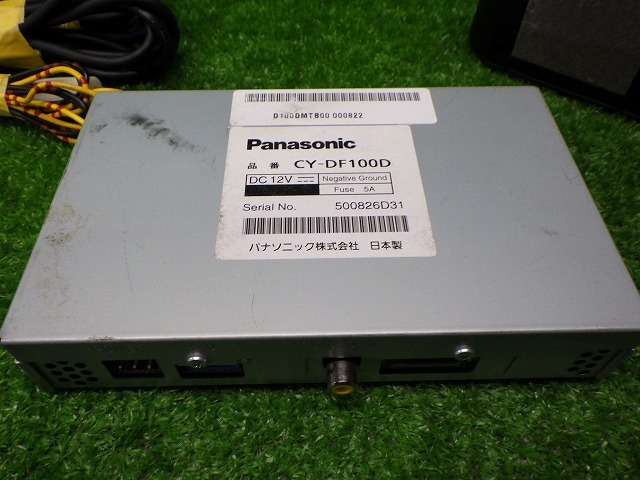 D100DMTB00 000822
Panasonic
品 番 CY-DF100D
DC 12V Negative Ground
Fuse 5A
Serial No. 500826D31
パナソニック株式会社 日本製